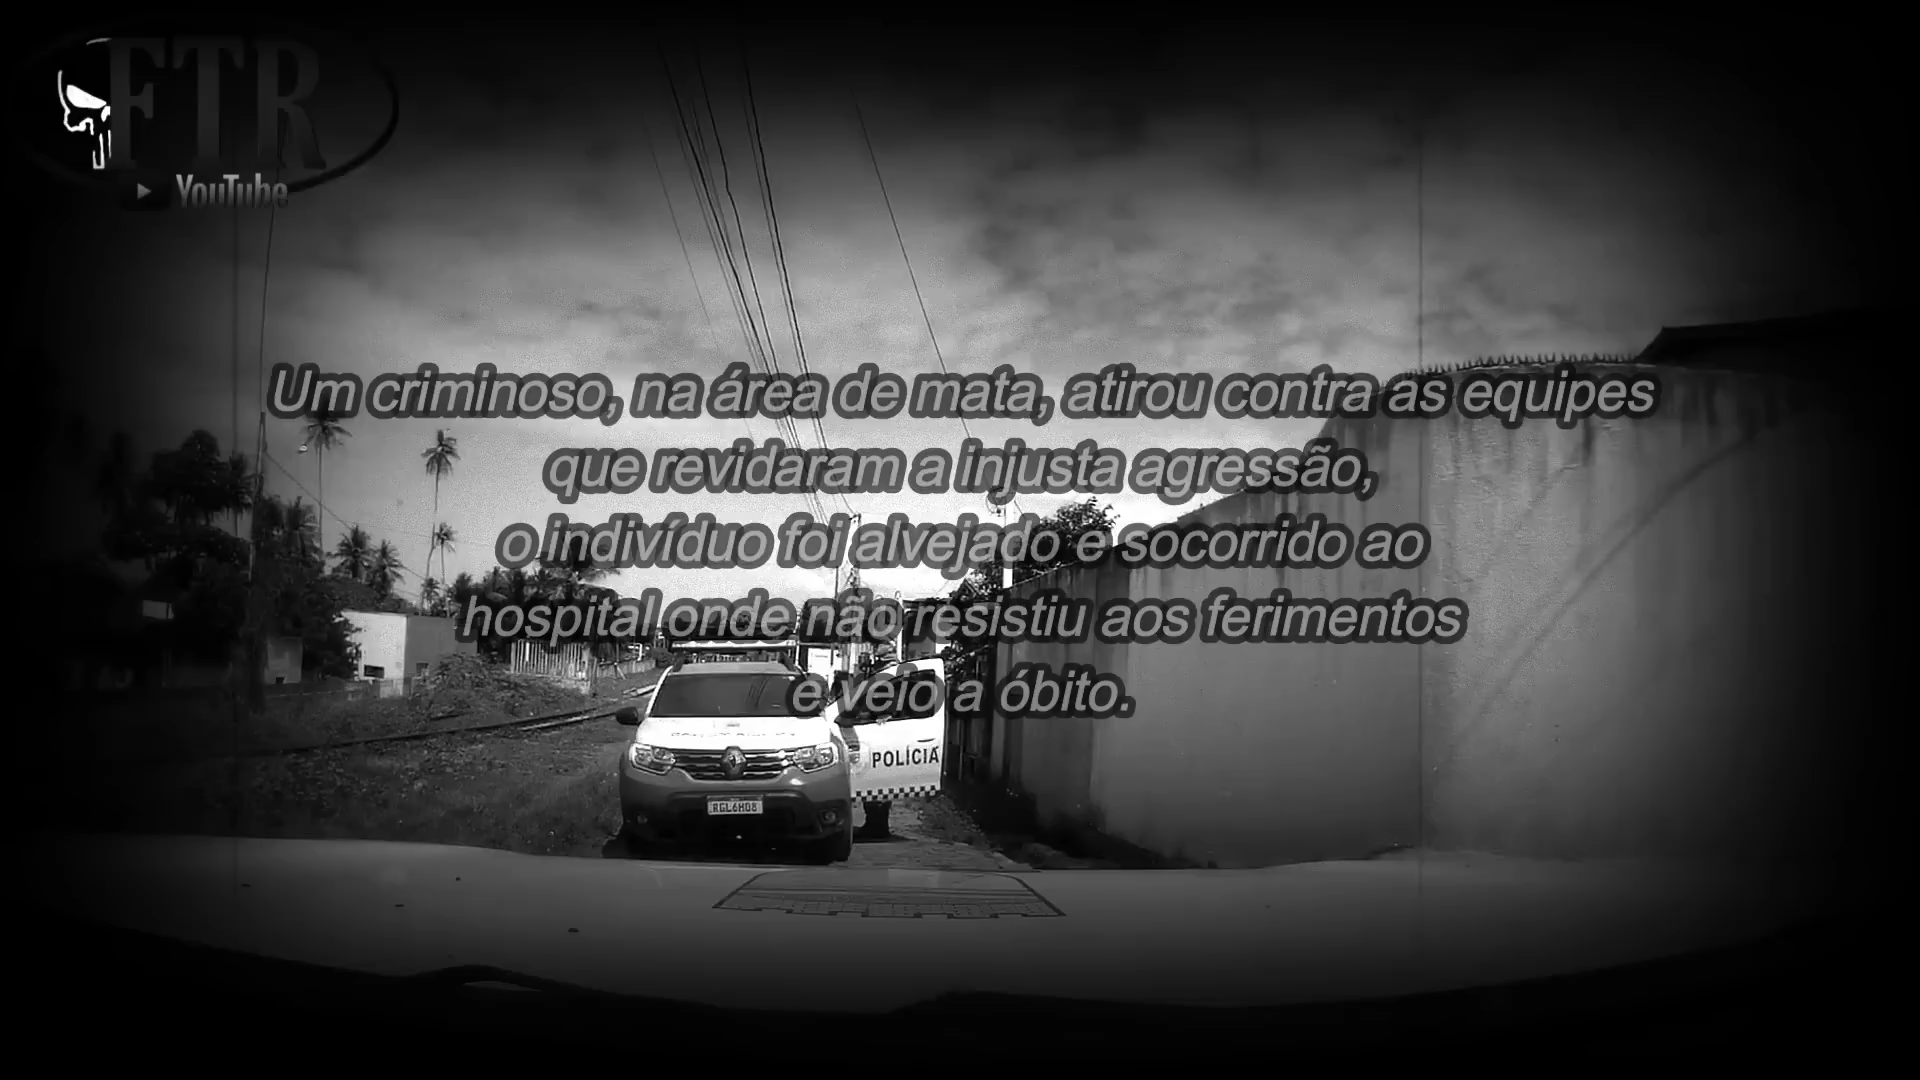 FTR
YouTube
Um criminoso, na área de mata, atirou contra as equipes
que revidaram a injusta agressão,
o indivíduo foi alvejado e socorrido ao
hospital onde não resistiu aos ferimentos
e veio a óbito.
POLÍCIA
RGL6H08